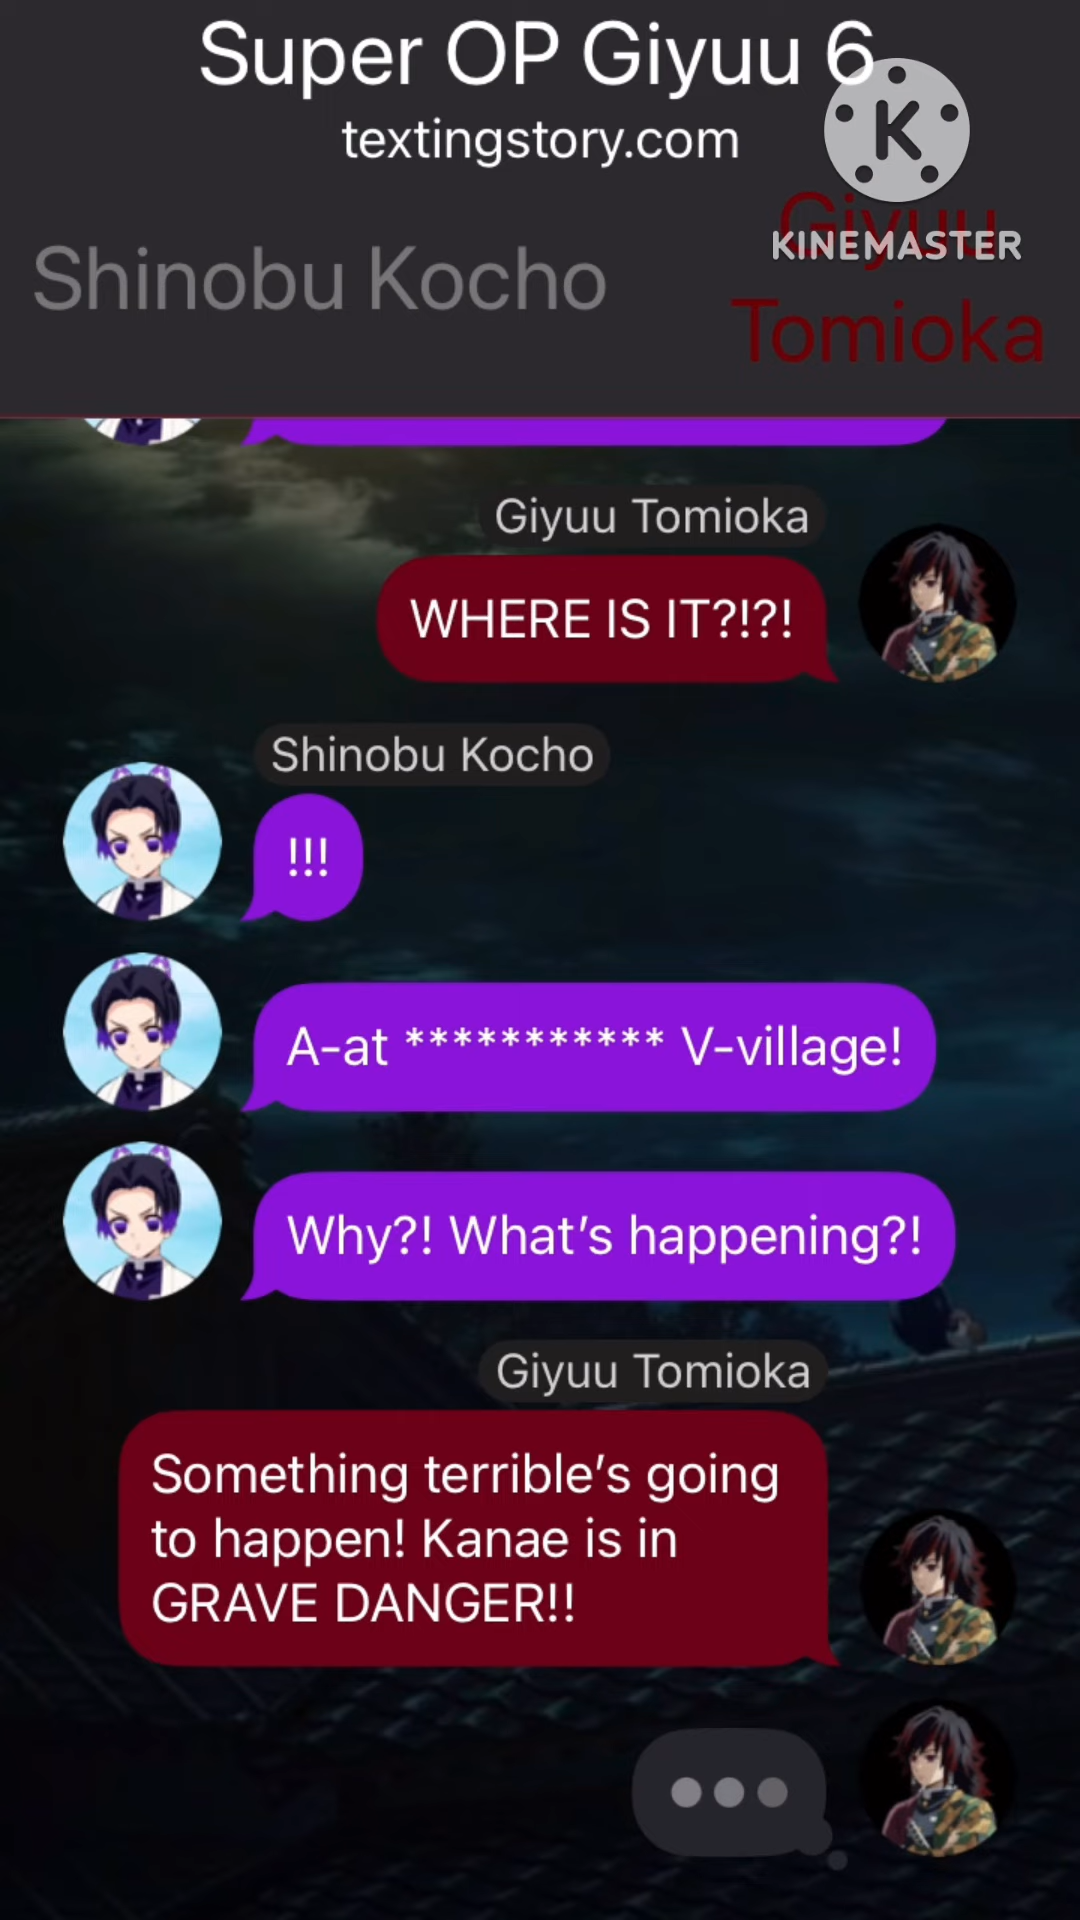 Super OP Giyuu 6
textingstory.com
K
KINEMASTER
Shinobu Kocho
Giyuu
Tomioka
Giyuu Tomioka
WHERE IS IT?!?!
Shinobu Kocho
!!!
A-at *********** V-village!
Why?! What’s happening?!
Giyuu Tomioka
Something terrible’s going
to happen! Kanae is in
GRAVE DANGER!!